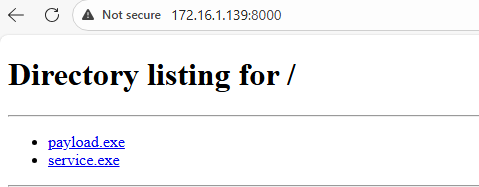 Not secure 172.16.1.139:8000
Directory listing for /
payload.exe
service.exe